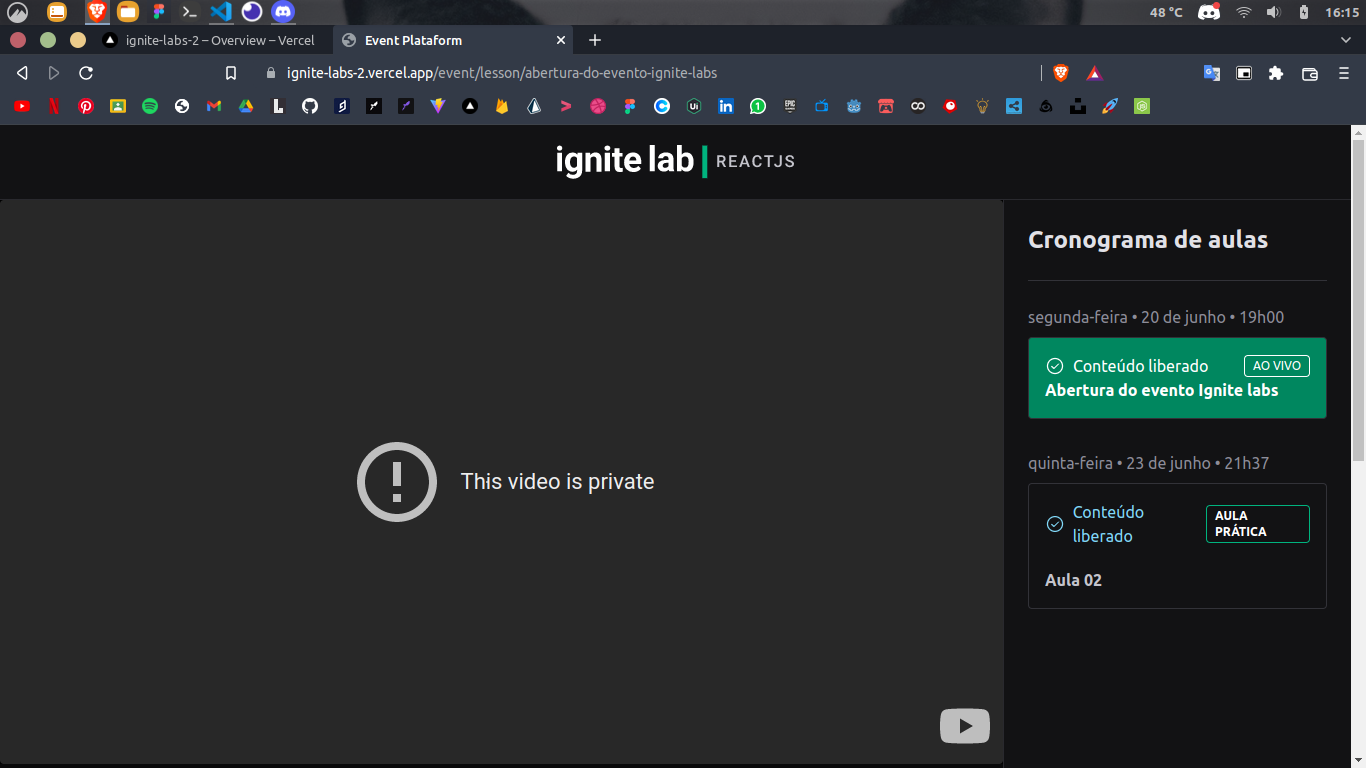 48 °C
16:15
ignite-labs-2 – Overview – Vercel
Event Plataform
ignite-labs-2.vercel.app/event/lesson/abertura-do-evento-ignite-labs
ignite lab
REACTJS
This video is private
Cronograma de aulas
segunda-feira • 20 de junho • 19h00
Conteúdo liberado
AO VIVO
Abertura do evento Ignite labs
quinta-feira • 23 de junho • 21h37
Conteúdo
liberado
AULA
PRÁTICA
Aula 02